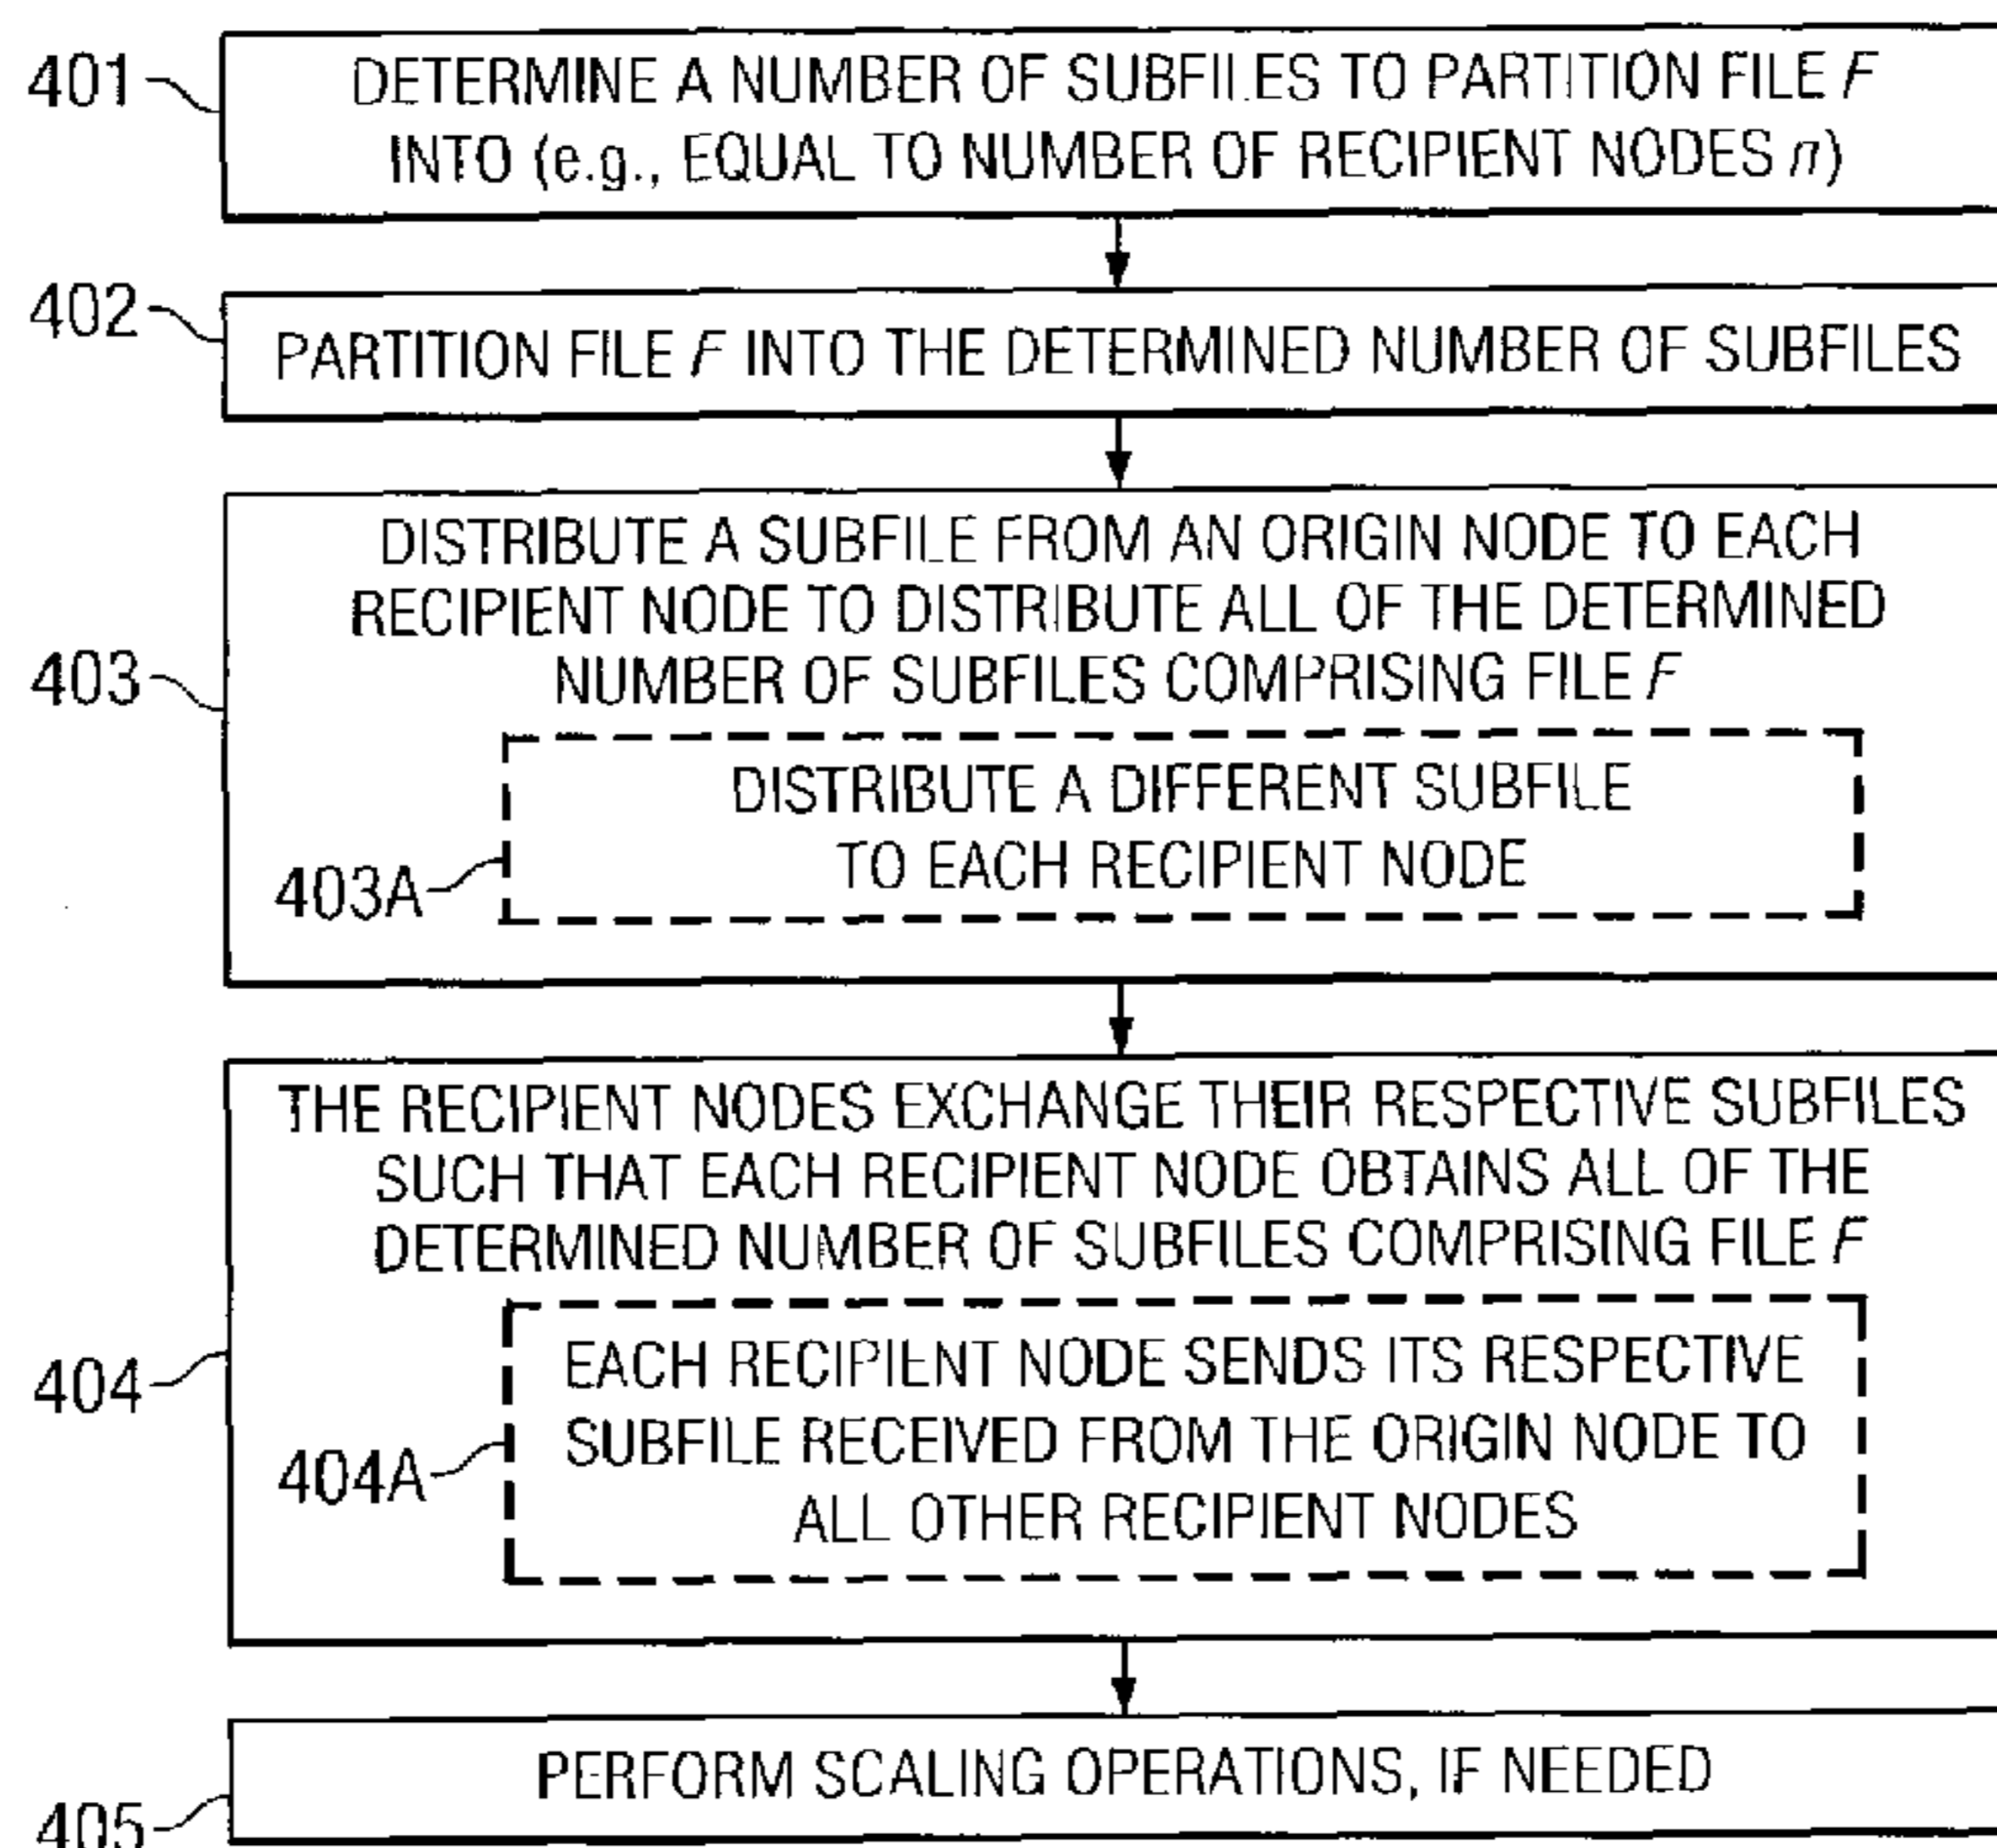 401
DETERMINE A NUMBER OF SUBFILES TO PARTITION FILE F
INTO (e.g., EQUAL TO NUMBER OF RECIPIENT NODES n)
402
PARTITION FILE F INTO THE DETERMINED NUMBER OF SUBFILES
403
DISTRIBUTE A SUBFILE FROM AN ORIGIN NODE TO EACH
RECIPIENT NODE TO DISTRIBUTE ALL OF THE DETERMINED
NUMBER OF SUBFILES COMPRISING FILE F
403A
DISTRIBUTE A DIFFERENT SUBFILE
TO EACH RECIPIENT NODE
404
THE RECIPIENT NODES EXCHANGE THEIR RESPECTIVE SUBFILES
SUCH THAT EACH RECIPIENT NODE OBTAINS ALL OF THE
DETERMINED NUMBER OF SUBFILES COMPRISING FILE F
404A
EACH RECIPIENT NODE SENDS ITS RESPECTIVE
SUBFILE RECEIVED FROM THE ORIGIN NODE TO
ALL OTHER RECIPIENT NODES
405
PERFORM SCALING OPERATIONS, IF NEEDED